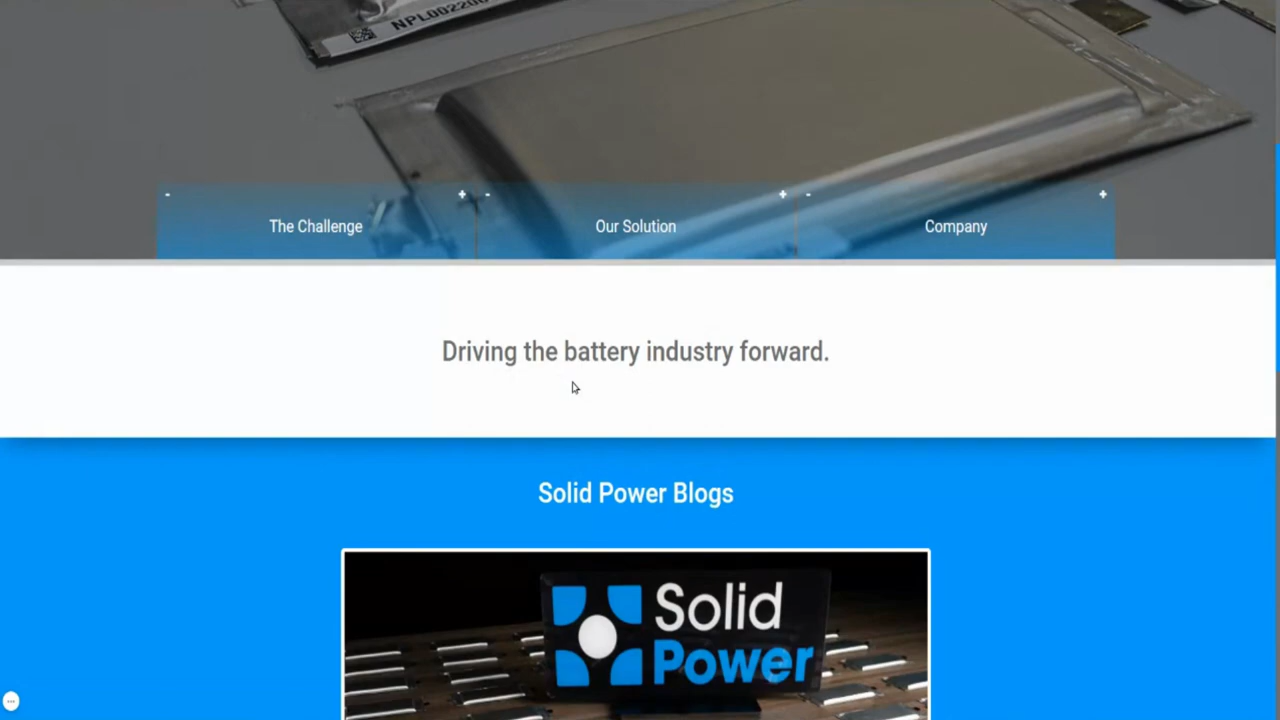 - + - + - +
The Challenge Our Solution Company
Driving the battery industry forward.
Solid Power Blogs
Solid
Power